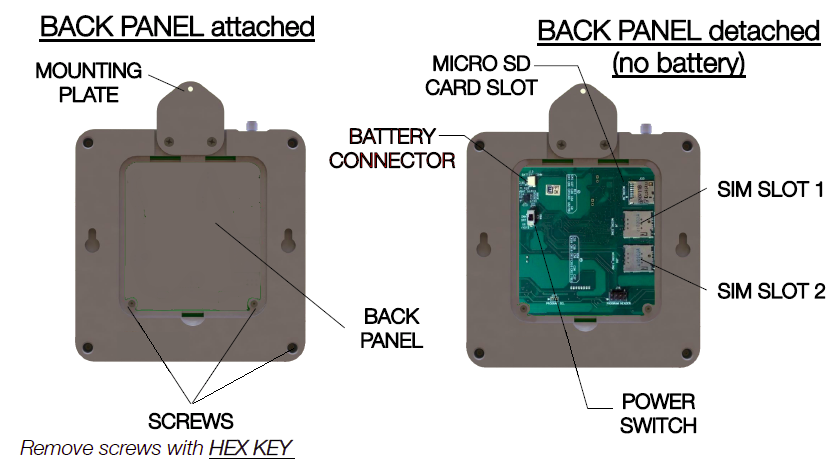 BACK PANEL attached
MOUNTING
PLATE
BACK
PANEL
SCREWS
Remove screws with HEX KEY
BACK PANEL detached
(no battery)
MICRO SD
CARD SLOT
BATTERY
CONNECTOR
SIM SLOT 1
SIM SLOT 2
POWER
SWITCH